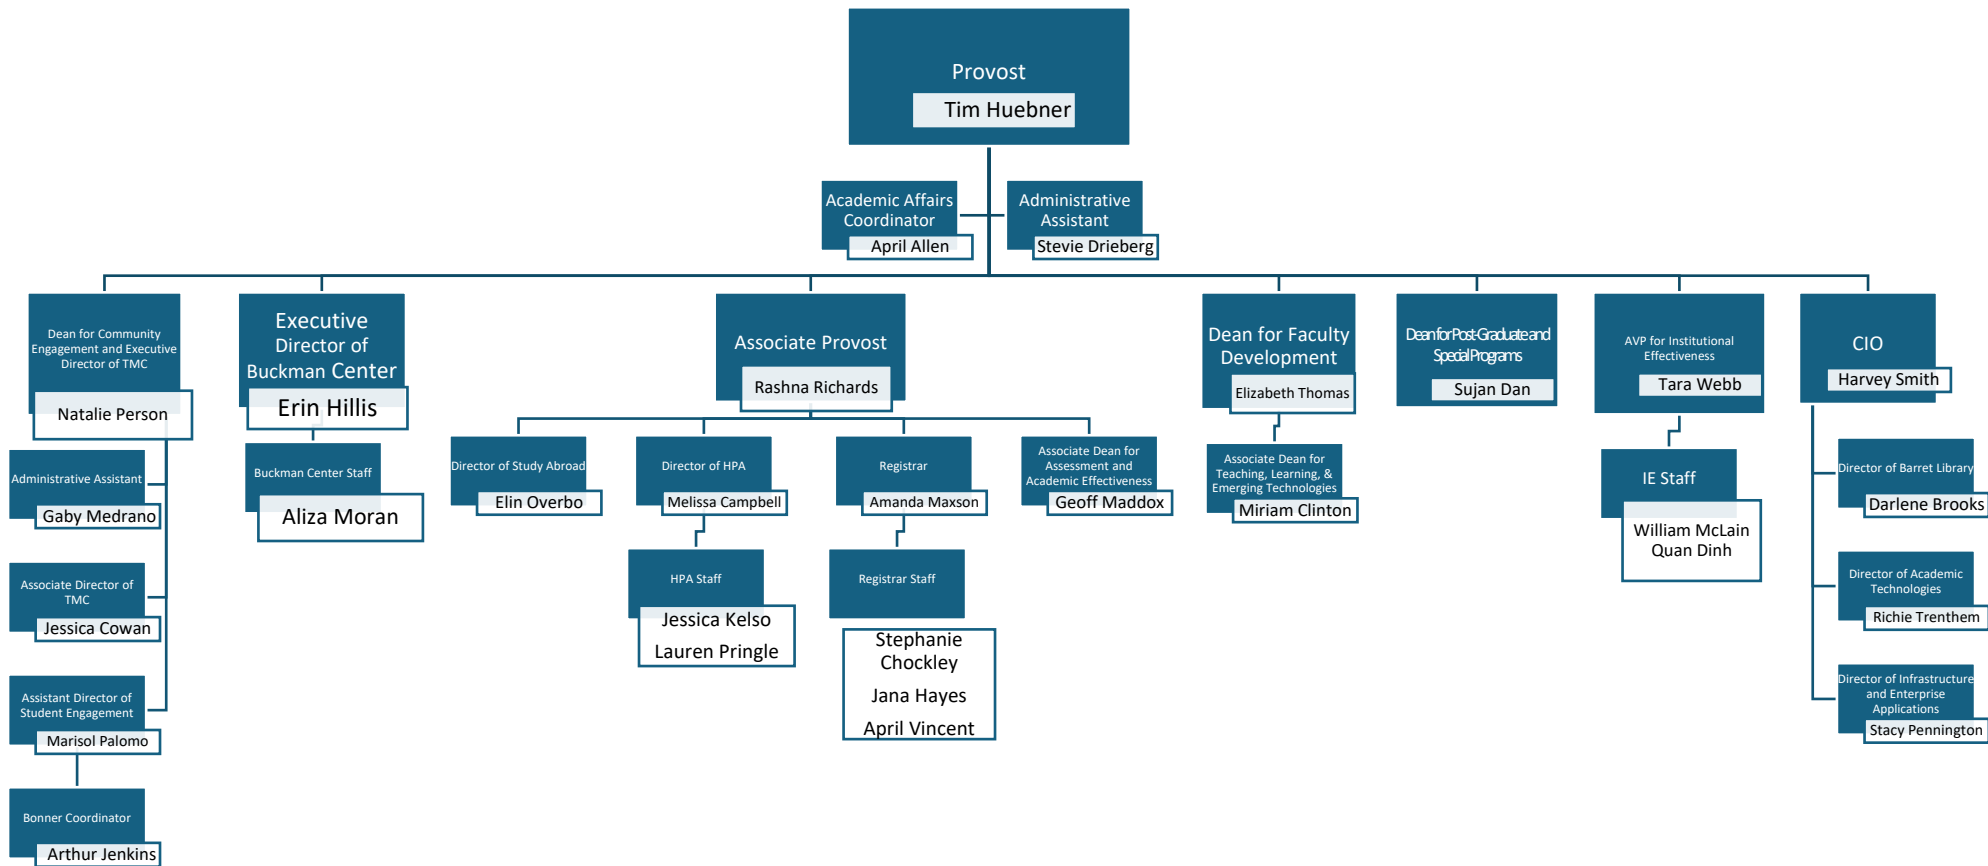 Provost
Tim Huebner
Academic Affairs
Coordinator
April Allen
Administrative
Assistant
Stevie Drieberg
Dean for Community
Engagement and Executive
Director of TMC
Natalie Person
Executive
Director of
Buckman Center
Erin Hillis
Associate Provost
Rashna Richards
Dean for Faculty
Development
Elizabeth Thomas
Dean for Post-Graduate and
Special Programs
Sujan Dan
AVP for Institutional
Effectiveness
Tara Webb
CIO
Harvey Smith
Administrative Assistant
Gaby Medrano
Associate Director of
TMC
Jessica Cowan
Assistant Director of
Student Engagement
Marisol Palomo
Bonner Coordinator
Arthur Jenkins
Buckman Center Staff
Aliza Moran
Director of Study Abroad
Elin Overbo
Director of HPA
Melissa Campbell
HPA Staff
Jessica Kelso
Lauren Pringle
Registrar
Amanda Maxson
Registrar Staff
Stephanie
Chockley
Jana Hayes
April Vincent
Associate Dean for
Assessment and
Academic Effectiveness
Geoff Maddox
Associate Dean for
Teaching, Learning, &
Emerging Technologies
Miriam Clinton
IE Staff
William McLain
Quan Dinh
Director of Barret Library
Darlene Brooks
Director of Academic
Technologies
Richie Trenthem
Director of Infrastructure
and Enterprise
Applications
Stacy Pennington